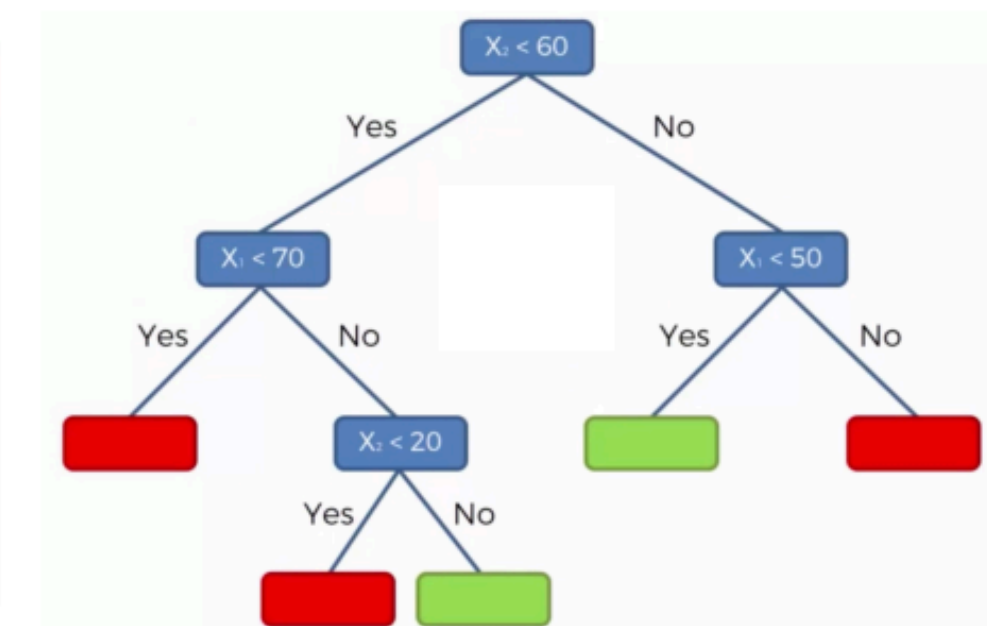 X₂ < 60
Yes
No
X₁ < 70
X₁ < 50
Yes
No
Yes
No
X₂ < 20
Yes
No